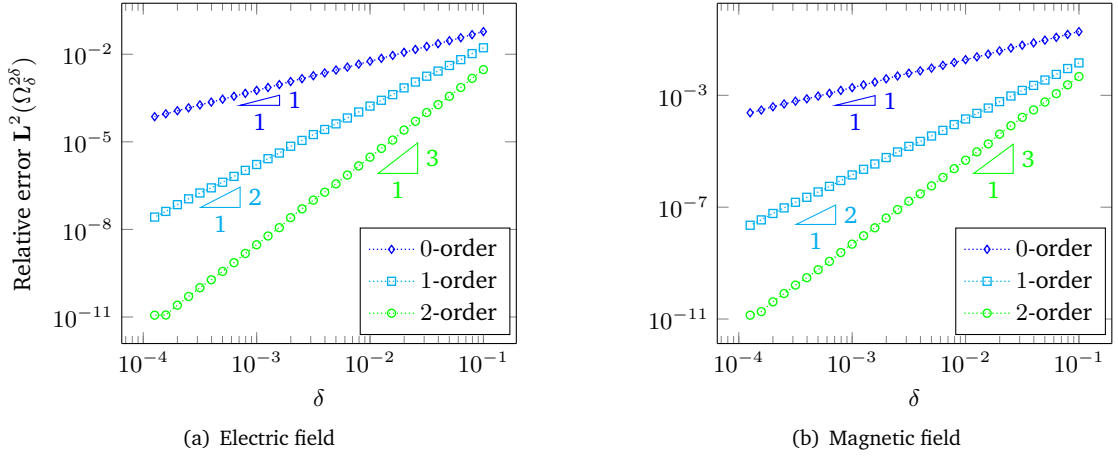 Relative error L²(Ω_δ^{2δ})
10⁻²
10⁻⁵
10⁻⁸
10⁻¹¹
1
1
2
1
3
1
0-order
1-order
2-order
10⁻⁴ 10⁻³ 10⁻² 10⁻¹
δ
(a) Electric field
10⁻³
10⁻⁷
10⁻¹¹
1
1
2
1
3
1
0-order
1-order
2-order
10⁻⁴ 10⁻³ 10⁻² 10⁻¹
δ
(b) Magnetic field